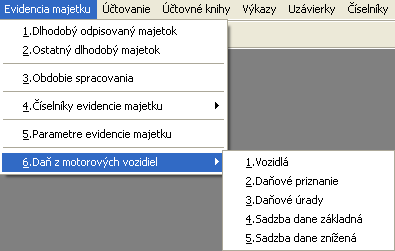 Evidencia majetku Účtovanie Účtovné knihy Výkazy Uzávierky Číselníky
1.Dlhodobý odpisovaný majetok
2.Ostatný dlhodobý majetok
3.Obdobie spracovania
4.Číselníky evidencie majetku
5.Parametre evidencie majetku
6.Daň z motorových vozidiel
1.Vozidlá
2.Daňové priznanie
3.Daňové úrady
4.Sadzba dane základná
5.Sadzba dane znížená